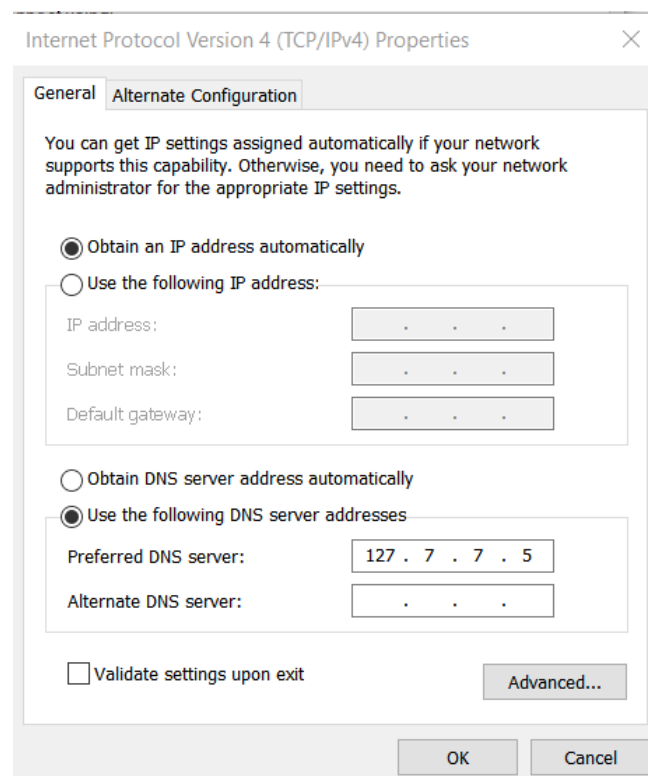 Internet Protocol Version 4 (TCP/IPv4) Properties
General
Alternate Configuration
You can get IP settings assigned automatically if your network
supports this capability. Otherwise, you need to ask your network
administrator for the appropriate IP settings.
Obtain an IP address automatically
Use the following IP address:
IP address:
. . .
Subnet mask:
. . .
Default gateway:
. . .
Obtain DNS server address automatically
Use the following DNS server addresses
Preferred DNS server:
127 . 7 . 7 . 5
Alternate DNS server:
. . .
Validate settings upon exit
Advanced...
OK
Cancel